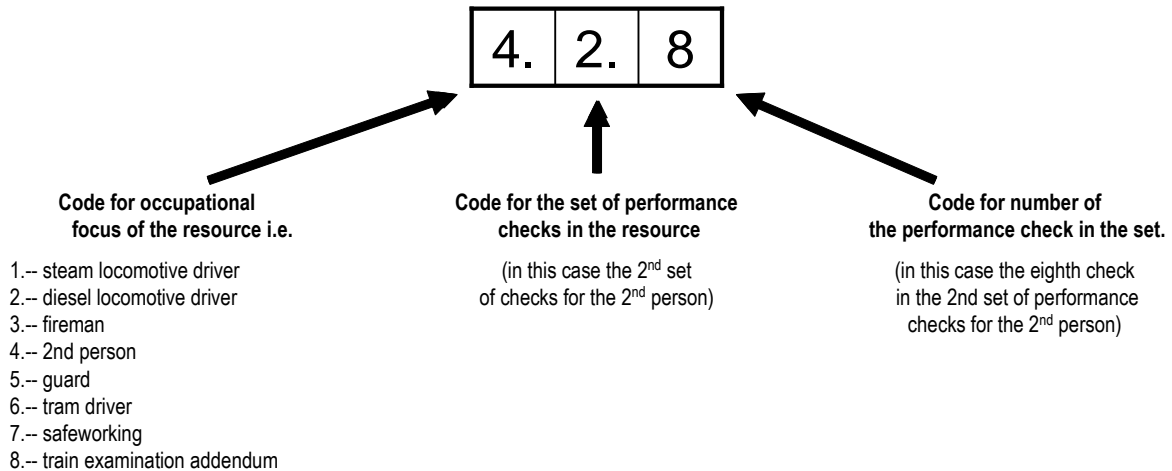 4. 2. 8
Code for occupational
focus of the resource i.e.
1.-- steam locomotive driver
2.-- diesel locomotive driver
3.-- fireman
4.-- 2nd person
5.-- guard
6.-- tram driver
7.-- safeworking
8.-- train examination addendum
Code for the set of performance
checks in the resource
(in this case the 2nd set
of checks for the 2nd person)
Code for number of
the performance check in the set.
(in this case the eighth check
in the 2nd set of performance
checks for the 2nd person)